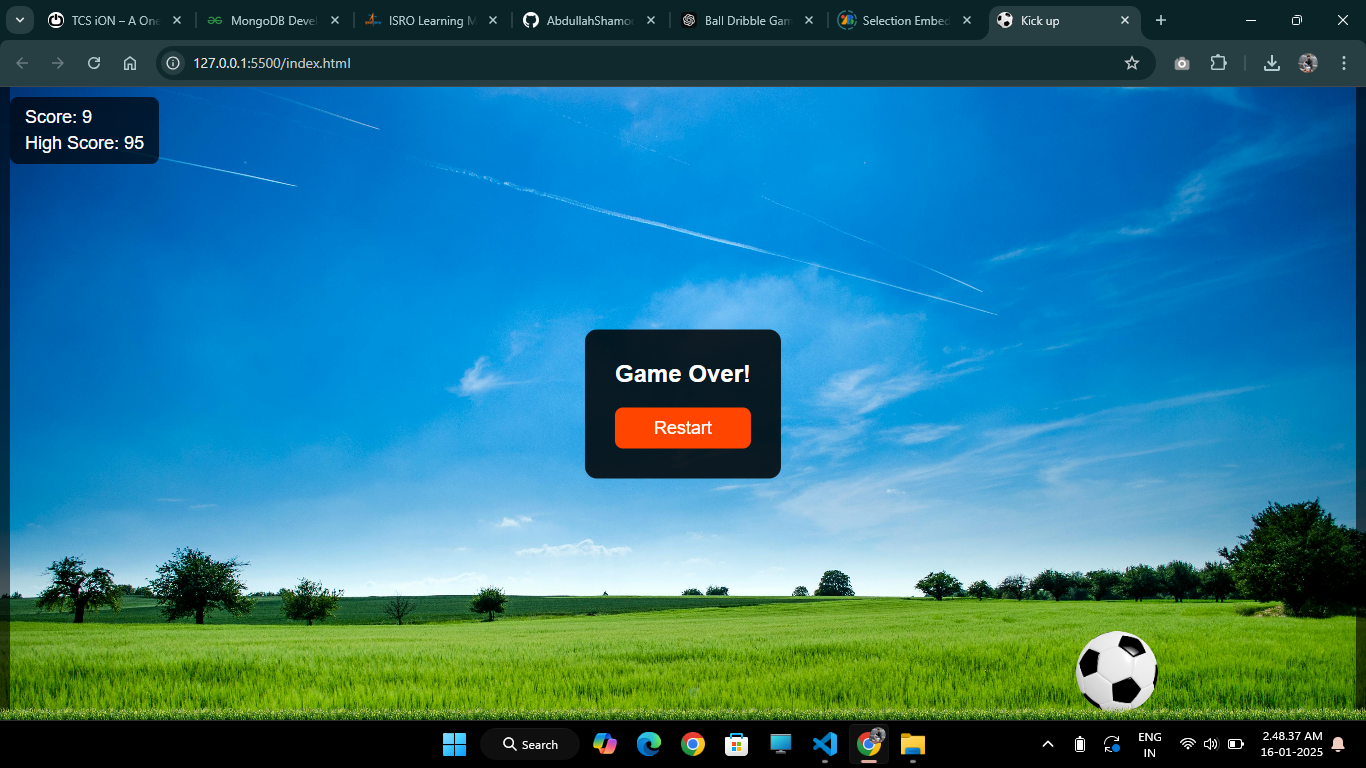 TCS iON – A One
MongoDB Devel
ISRO Learning M
AbdullahShamoo
Ball Dribble Gam
Selection Embed
Kick up
127.0.0.1:5500/index.html
Score: 9
High Score: 95
Game Over!
Restart
Search
ENG
IN
2.48.37 AM
16-01-2025